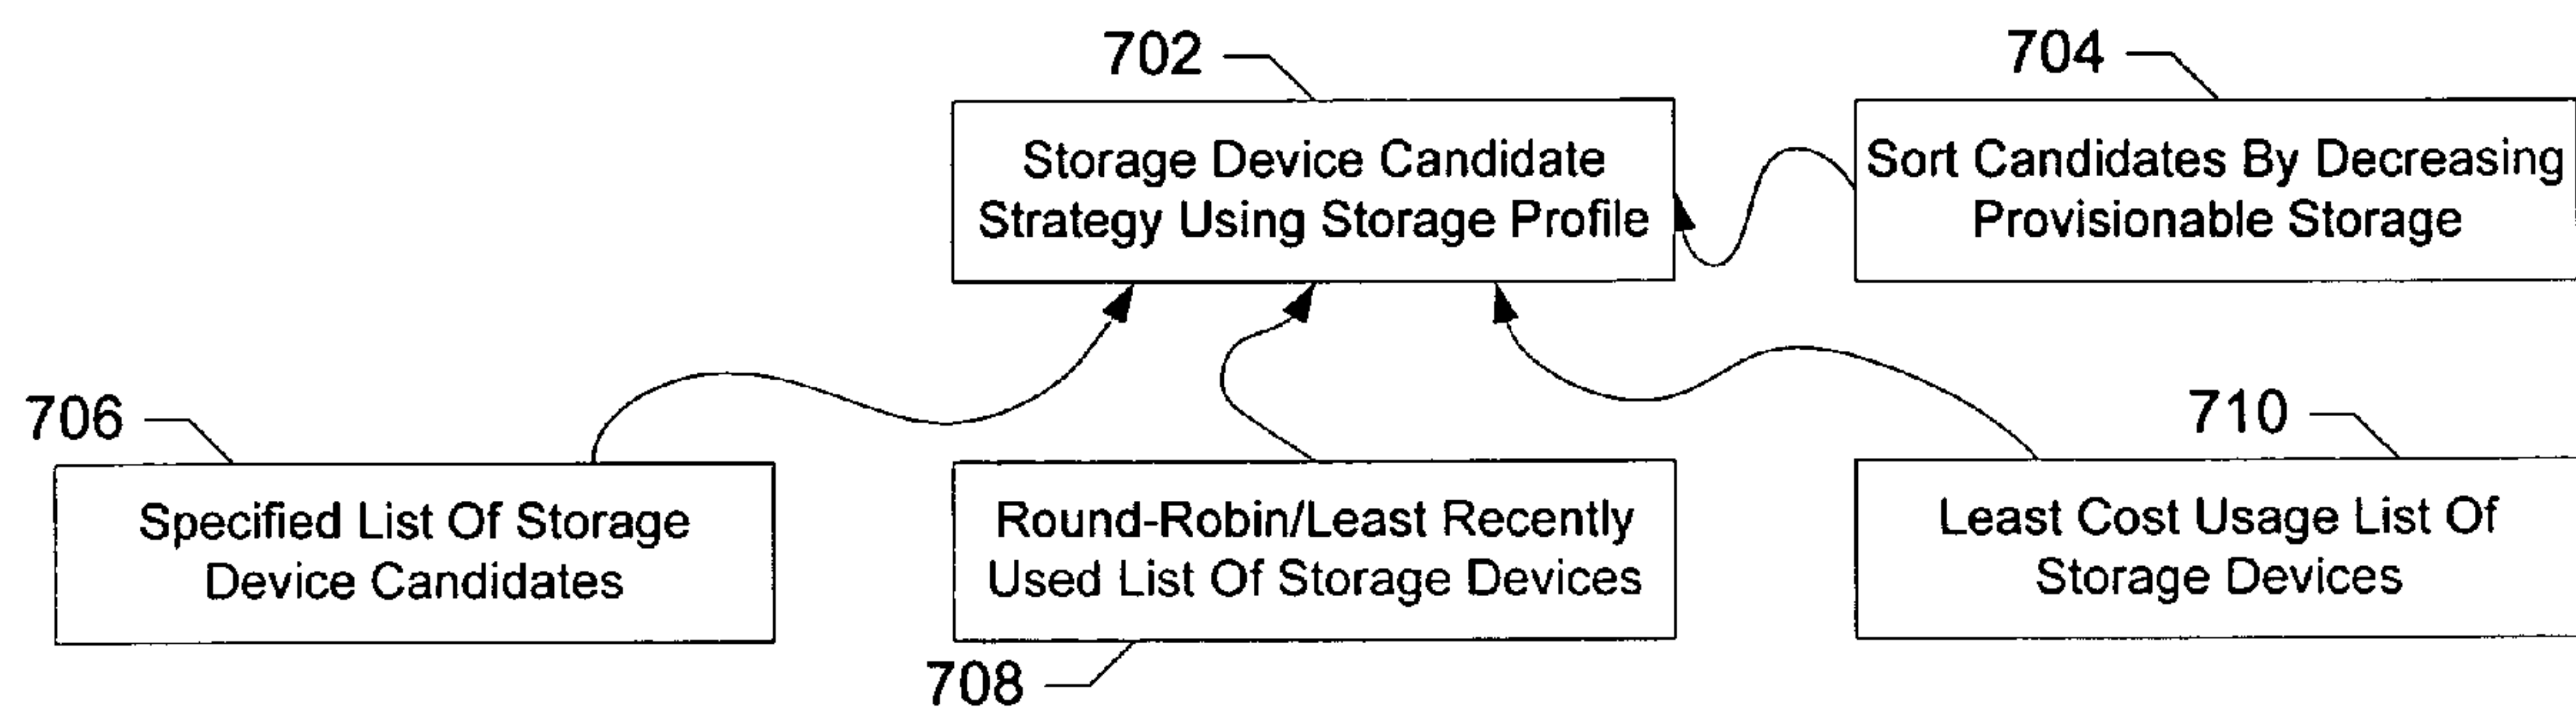 702
704
Storage Device Candidate
Strategy Using Storage Profile
Sort Candidates By Decreasing
Provisionable Storage
706
710
Specified List Of Storage
Device Candidates
Round-Robin/Least Recently
Used List Of Storage Devices
Least Cost Usage List Of
Storage Devices
708